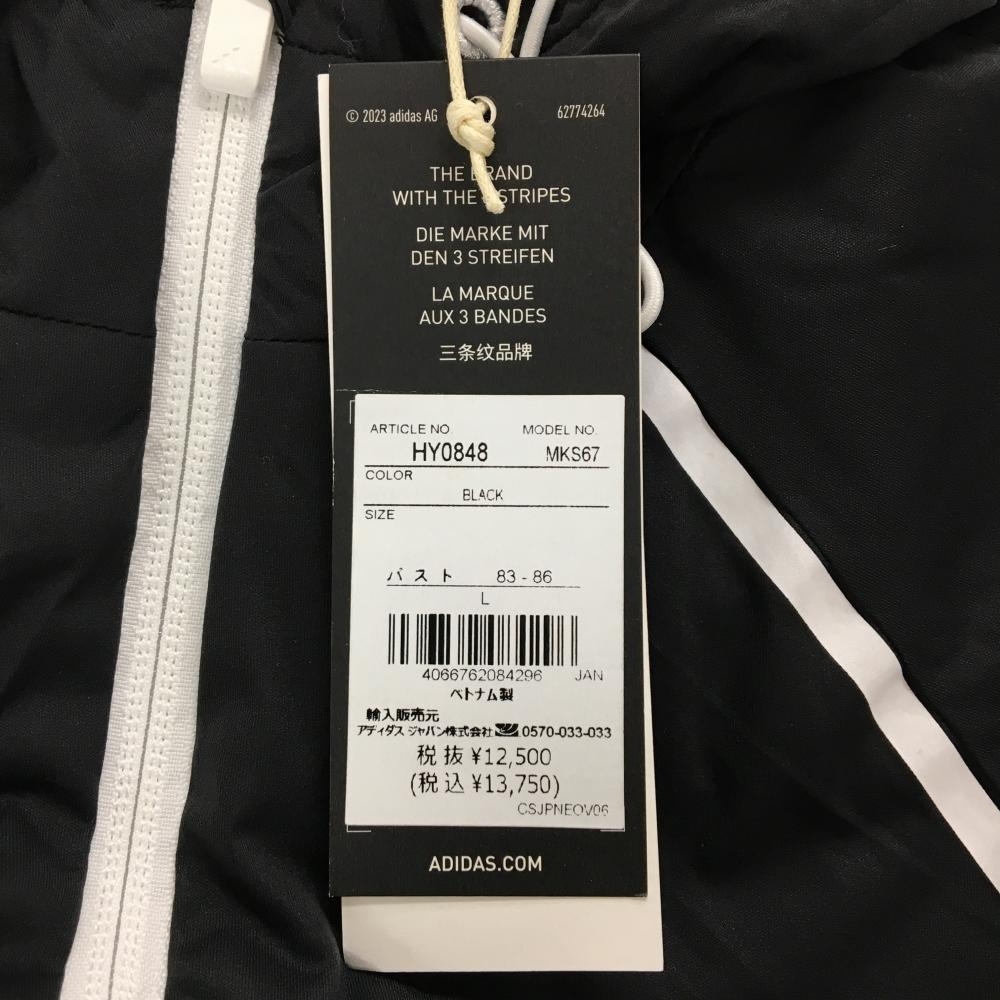 © 2023 adidas AG 62774264
THE BRAND
WITH THE 3 STRIPES
DIE MARKE MIT
DEN 3 STREIFEN
LA MARQUE
AUX 3 BANDES
三条纹品牌
ARTICLE NO. MODEL NO.
HY0848 MKS67
COLOR
BLACK
SIZE
バスト 83 - 86
L
4066762084296 JAN
ベトナム製
輸入販売元
アディダス ジャパン株式会社 0570-033-033
税抜 ¥12,500
(税込 ¥13,750)
CSJPNEOV06
ADIDAS.COM